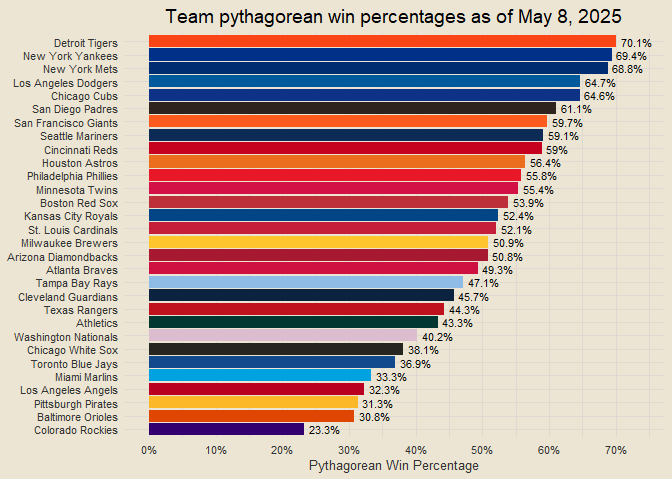 Team pythagorean win percentages as of May 8, 2025
Detroit Tigers 70.1%
New York Yankees 69.4%
New York Mets 68.8%
Los Angeles Dodgers 64.7%
Chicago Cubs 64.6%
San Diego Padres 61.1%
San Francisco Giants 59.7%
Seattle Mariners 59.1%
Cincinnati Reds 59%
Houston Astros 56.4%
Philadelphia Phillies 55.8%
Minnesota Twins 55.4%
Boston Red Sox 53.9%
Kansas City Royals 52.4%
St. Louis Cardinals 52.1%
Milwaukee Brewers 50.9%
Arizona Diamondbacks 50.8%
Atlanta Braves 49.3%
Tampa Bay Rays 47.1%
Cleveland Guardians 45.7%
Texas Rangers 44.3%
Athletics 43.3%
Washington Nationals 40.2%
Chicago White Sox 38.1%
Toronto Blue Jays 36.9%
Miami Marlins 33.3%
Los Angeles Angels 32.3%
Pittsburgh Pirates 31.3%
Baltimore Orioles 30.8%
Colorado Rockies 23.3%
0% 10% 20% 30% 40% 50% 60% 70%
Pythagorean Win Percentage